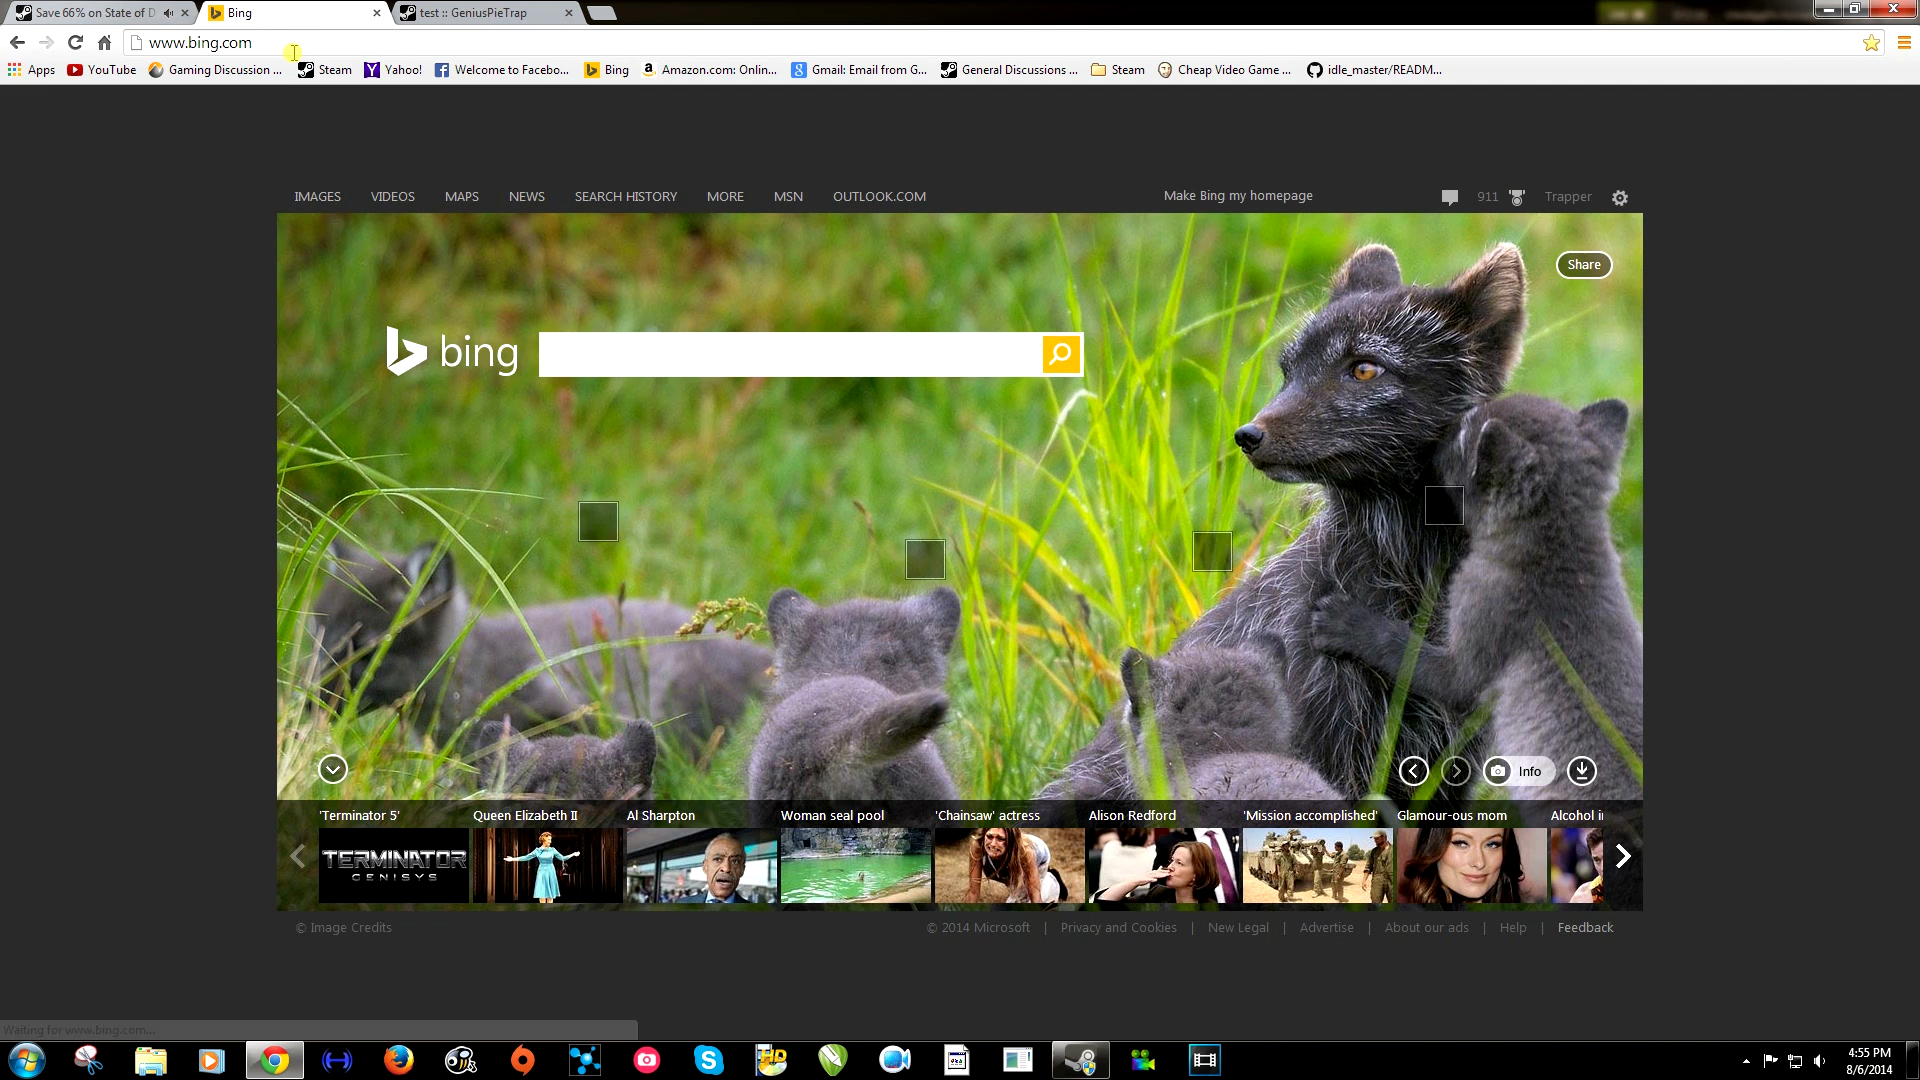 Save 66% on State of D
Bing
test :: GeniusPieTrap
www.bing.com
Apps
YouTube
Gaming Discussion ...
Steam
Yahoo!
Welcome to Facebo...
Bing
Amazon.com: Onlin...
Gmail: Email from G...
General Discussions ...
Steam
Cheap Video Game ...
idle_master/READM...
IMAGES
VIDEOS
MAPS
NEWS
SEARCH HISTORY
MORE
MSN
OUTLOOK.COM
Make Bing my homepage
911
Trapper
Share
bing
Info
'Terminator 5'
Queen Elizabeth II
Al Sharpton
Woman seal pool
'Chainsaw' actress
Alison Redford
'Mission accomplished'
Glamour-ous mom
Alcohol i
TERMINATOR
GENISYS
© Image Credits
© 2014 Microsoft | Privacy and Cookies | New Legal | Advertise | About our ads | Help | Feedback
Waiting for www.bing.com...
4:55 PM
8/6/2014